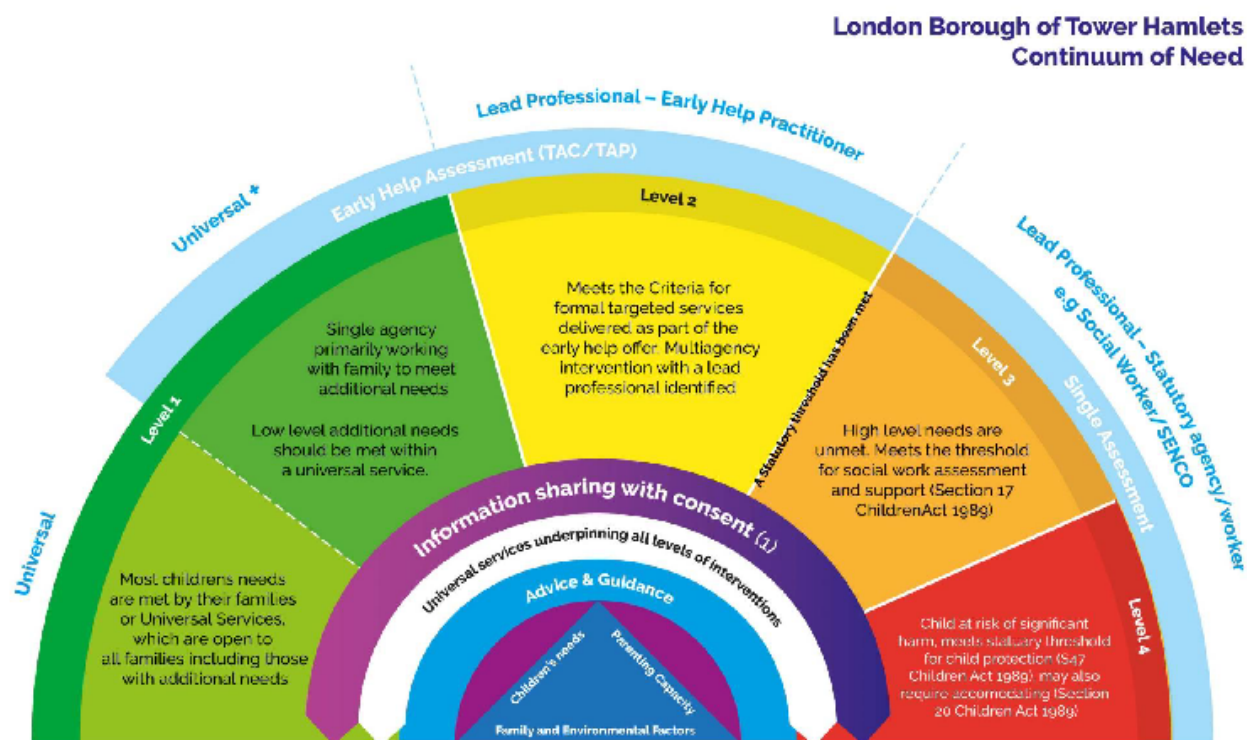 London Borough of Tower Hamlets
Continuum of Need
Universal
Universal +
Lead Professional – Early Help Practitioner
Lead Professional – Statutory agency/worker
e.g Social Worker/ SENCO
Early Help Assessment (TAC/TAP)
Single Assessment
Level 1
Level 2
Level 3
Level 4
Most childrens needs
are met by their families
or Universal Services,
which are open to
all families including those
with additional needs
Single agency
primarily working
with family to meet
additional needs
Low level additional needs
should be met within
a universal service.
Meets the Criteria for
formal targeted services
delivered as part of the
early help offer. Multiagency
intervention with a lead
professional identified
A Statutory threshold has been met
High level needs are
unmet. Meets the threshold
for social work assessment
and support (Section 17
ChildrenAct 1989)
Child at risk of significant
harm, meets statuary threshold
for child protection (S47
Children Act 1989) may also
require accomodating (Section
20 Children Act 1989)
Information sharing with consent (1)
Universal services underpinning all levels of interventions
Advice & Guidance
Children's needs
Parenting Capacity
Family and Environmental Factors